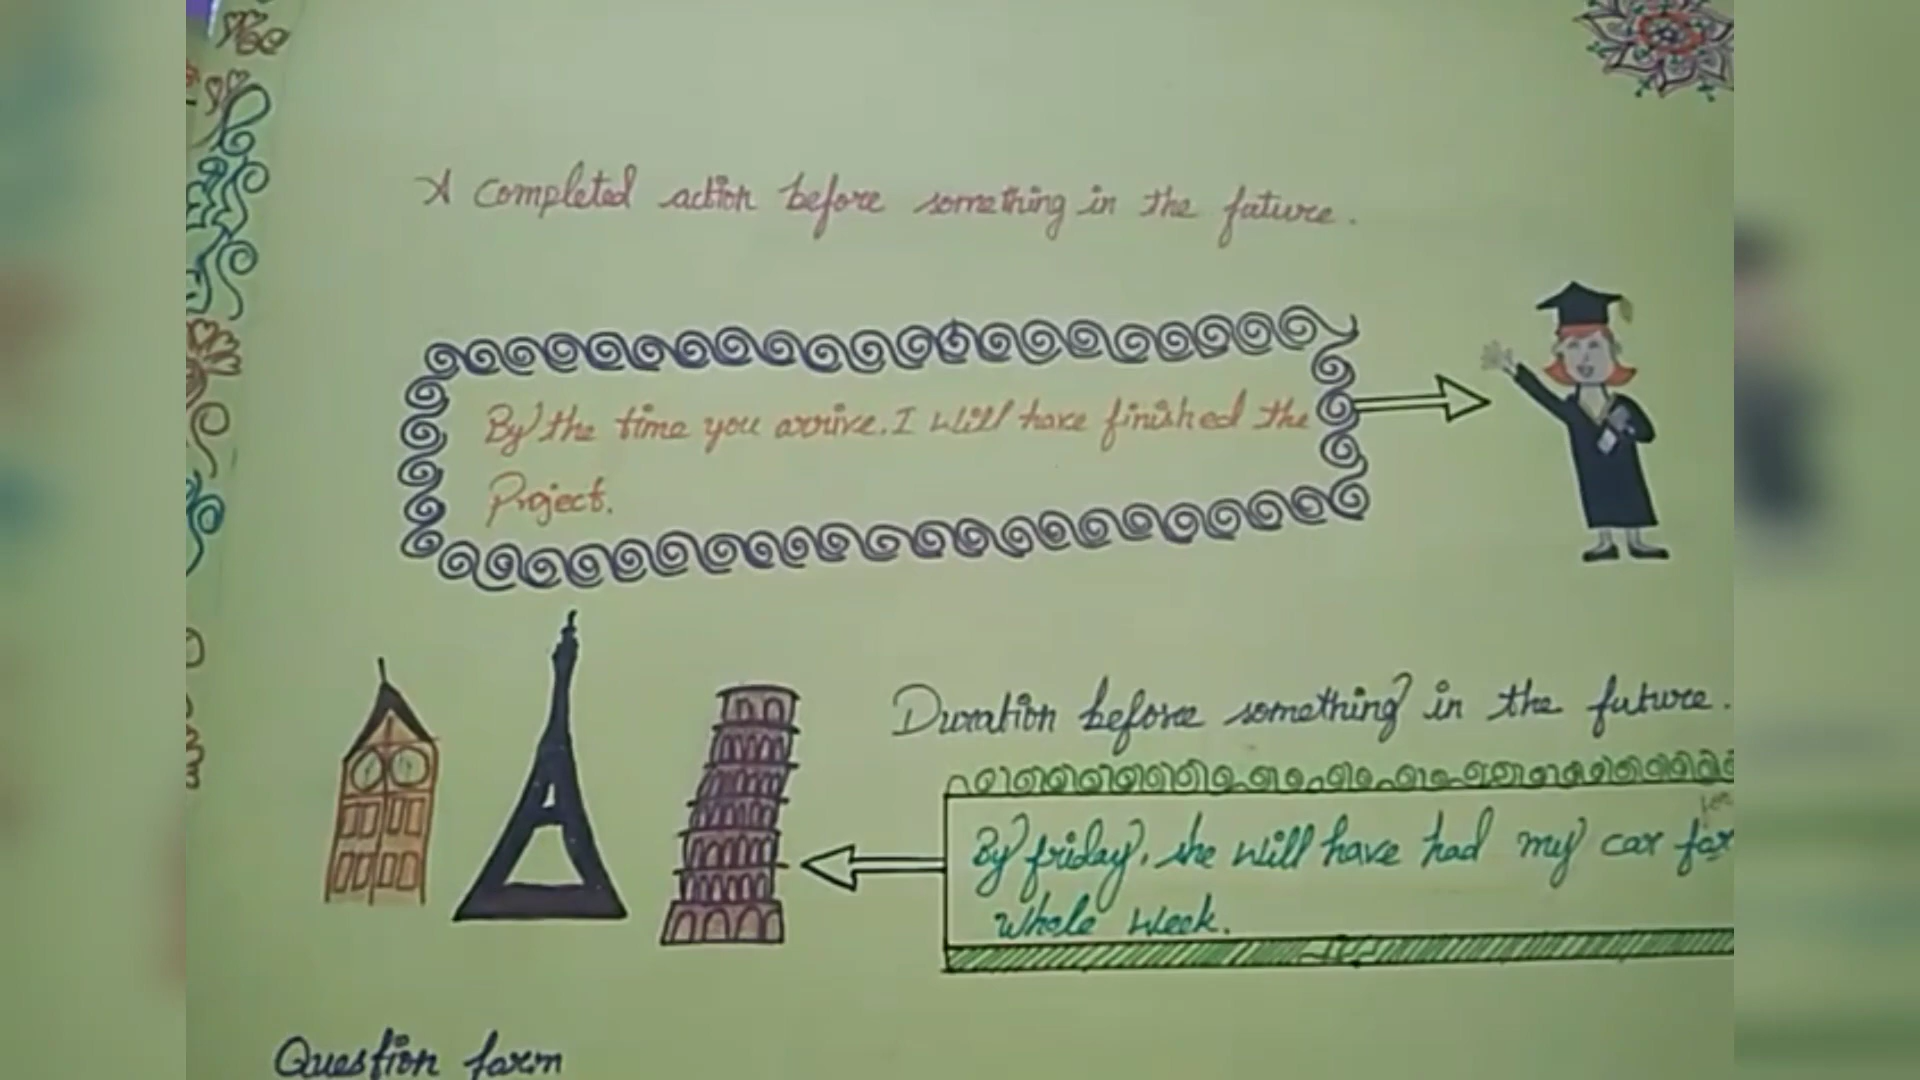 A completed action before something in the future.
By the time you arrive, I will have finished the
Project.
Duration before something in the future.
By friday, she will have had my car for
whole week.
Question form